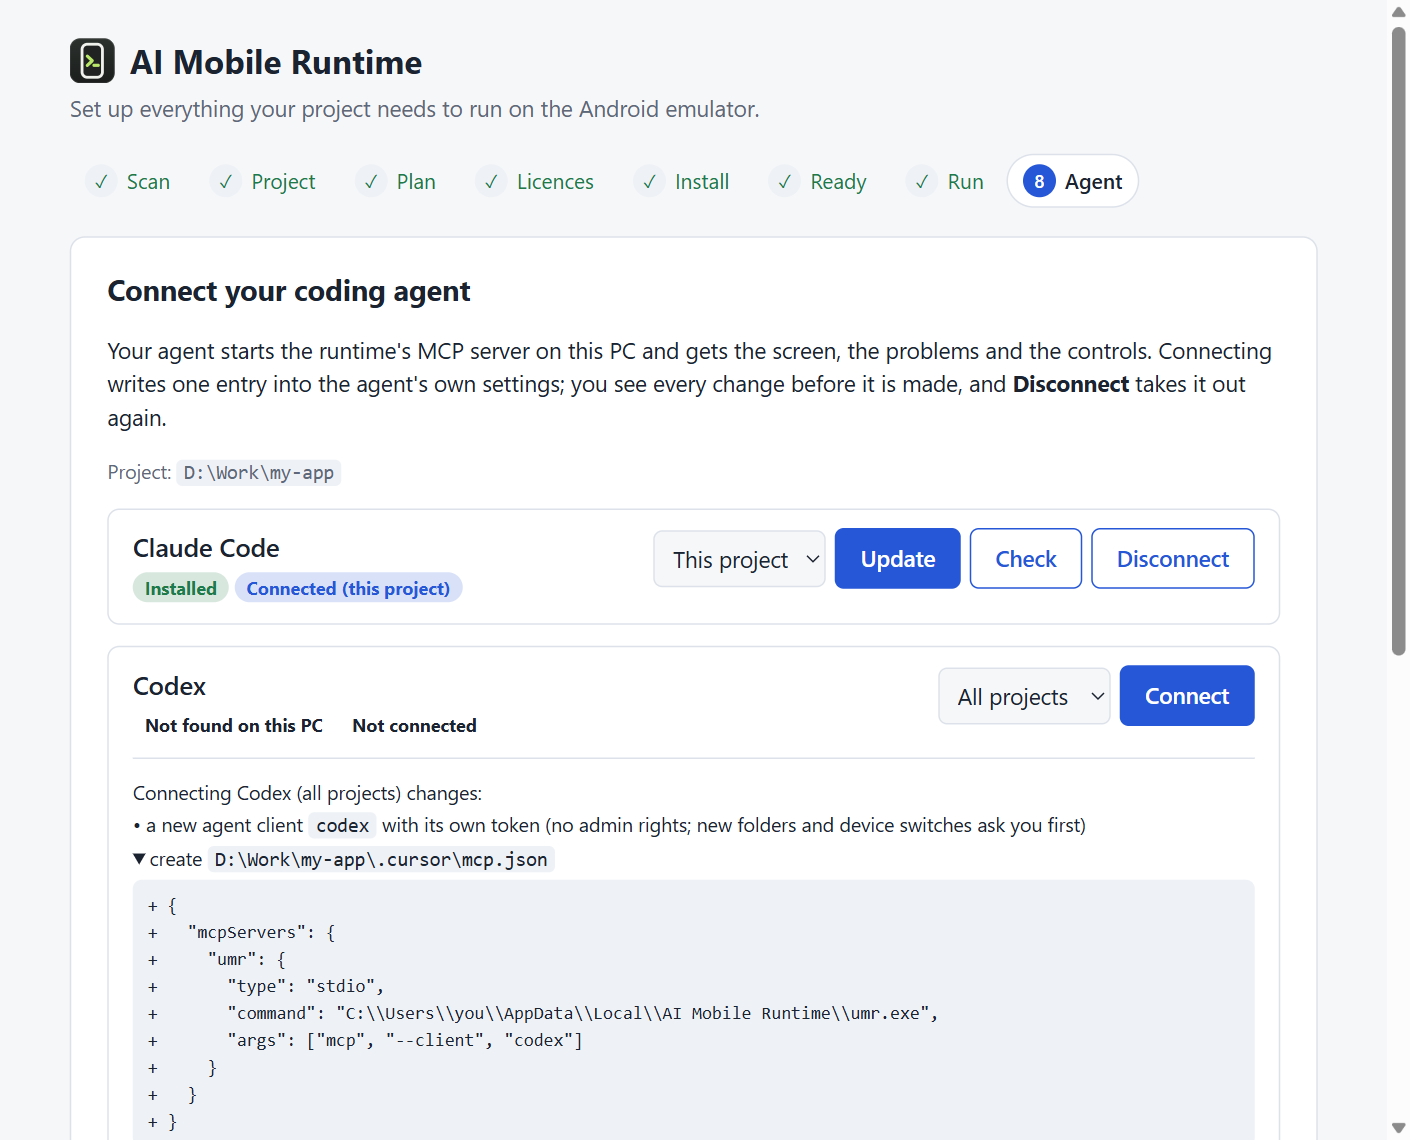 AI Mobile Runtime
Set up everything your project needs to run on the Android emulator.
✓ Scan ✓ Project ✓ Plan ✓ Licences ✓ Install ✓ Ready ✓ Run 8 Agent
Connect your coding agent
Your agent starts the runtime's MCP server on this PC and gets the screen, the problems and the controls. Connecting
writes one entry into the agent's own settings; you see every change before it is made, and Disconnect takes it out
again.
Project: D:\Work\my-app
Claude Code
Installed Connected (this project)
This project Update Check Disconnect
Codex
Not found on this PC Not connected
All projects Connect
Connecting Codex (all projects) changes:
• a new agent client codex with its own token (no admin rights; new folders and device switches ask you first)
▼ create D:\Work\my-app\.cursor\mcp.json
+ {
+   "mcpServers": {
+     "umr": {
+       "type": "stdio",
+       "command": "C:\\Users\\you\\AppData\\Local\\AI Mobile Runtime\\umr.exe",
+       "args": ["mcp", "--client", "codex"]
+     }
+   }
+ }